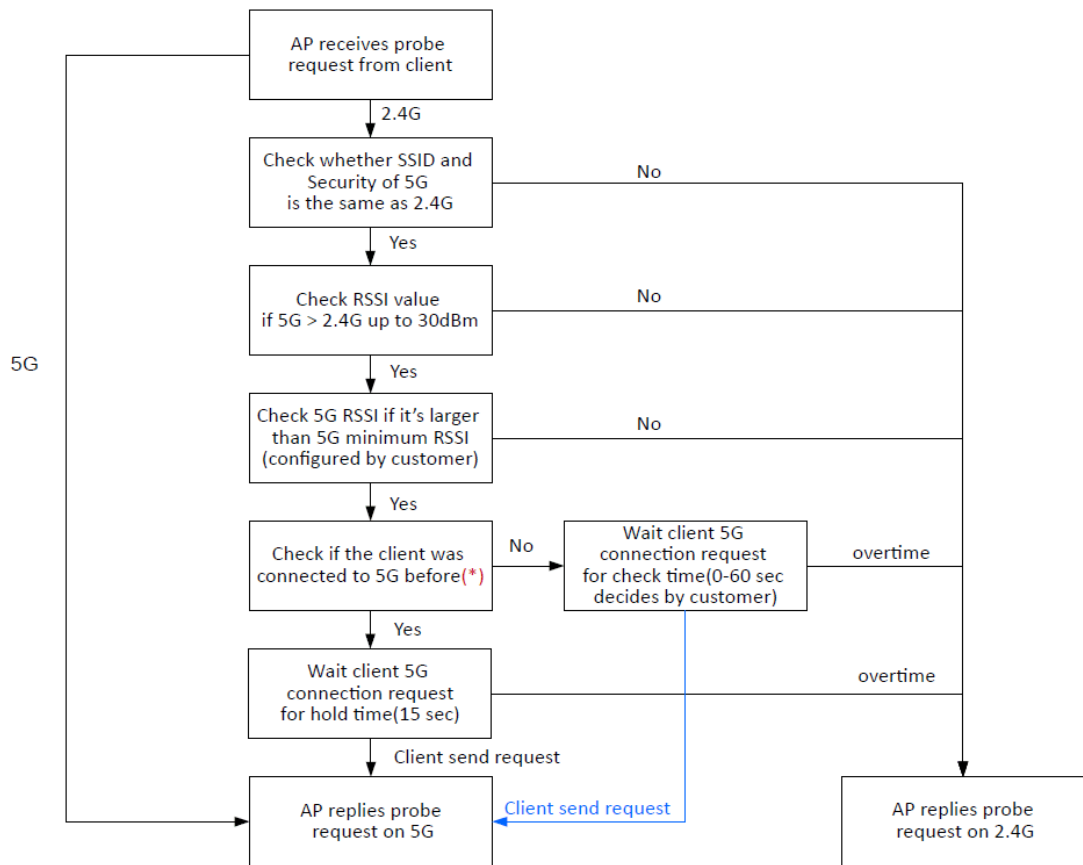 AP receives probe
request from client
2.4G
Check whether SSID and
Security of 5G
is the same as 2.4G
No
Yes
Check RSSI value
if 5G > 2.4G up to 30dBm
No
5G
Yes
Check 5G RSSI if it's larger
than 5G minimum RSSI
(configured by customer)
No
Yes
Check if the client was
connected to 5G before(*)
No
Wait client 5G
connection request
for check time(0-60 sec
decides by customer)
overtime
Yes
Wait client 5G
connection request
for hold time(15 sec)
overtime
Client send request
AP replies probe
request on 5G
Client send request
AP replies probe
request on 2.4G